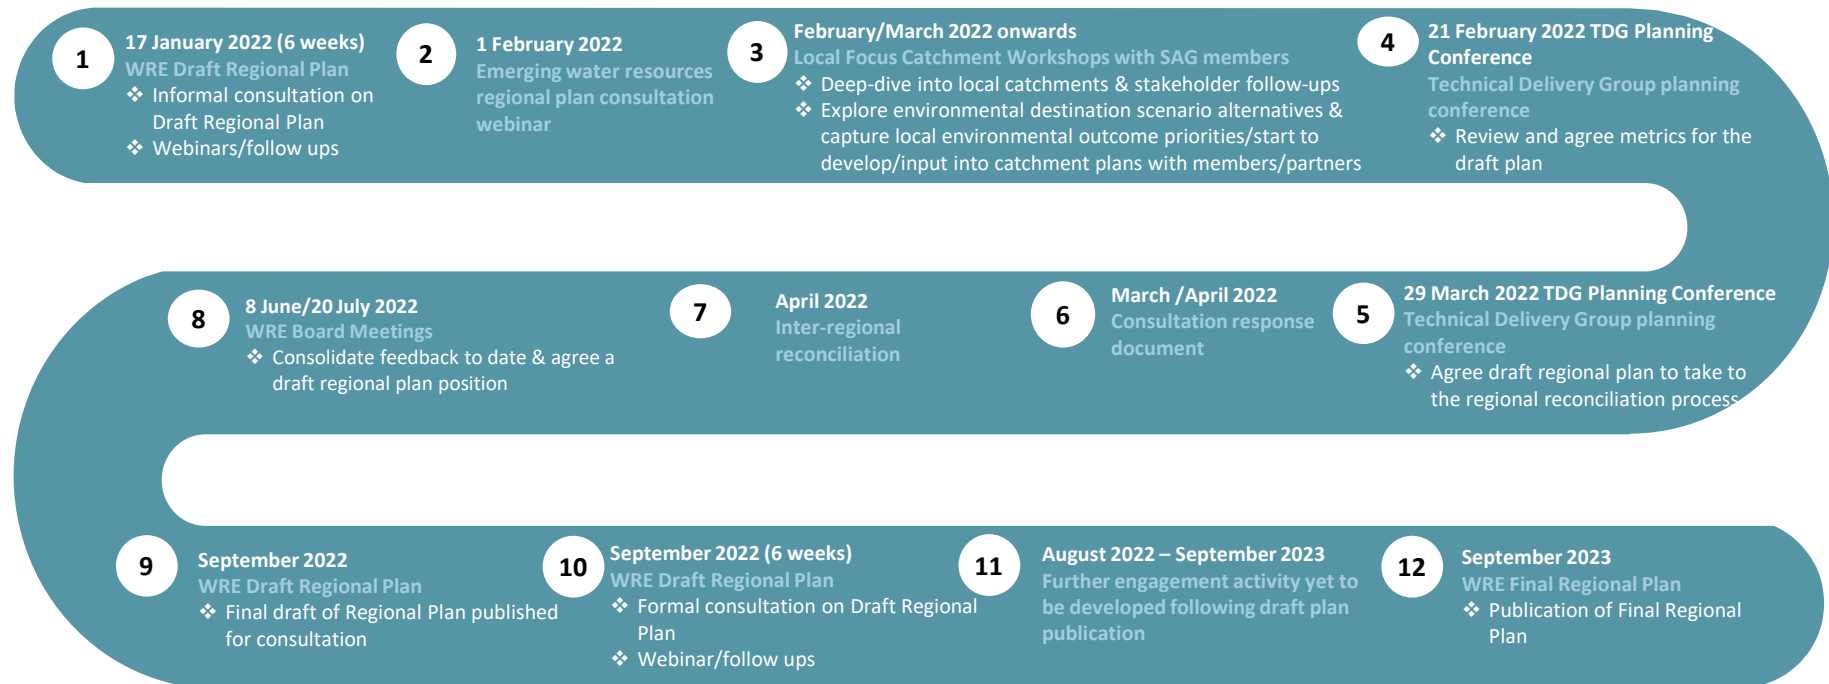 1
17 January 2022 (6 weeks)
WRE Draft Regional Plan
❖ Informal consultation on
Draft Regional Plan
❖ Webinars/follow ups
2
1 February 2022
Emerging water resources
regional plan consultation
webinar
3
February/March 2022 onwards
Local Focus Catchment Workshops with SAG members
❖ Deep-dive into local catchments & stakeholder follow-ups
❖ Explore environmental destination scenario alternatives &
capture local environmental outcome priorities/start to
develop/input into catchment plans with members/partners
4
21 February 2022 TDG Planning
Conference
Technical Delivery Group planning
conference
❖ Review and agree metrics for the
draft plan
5
29 March 2022 TDG Planning Conference
Technical Delivery Group planning
conference
❖ Agree draft regional plan to take to
the regional reconciliation process
6
March /April 2022
Consultation response
document
7
April 2022
Inter-regional
reconciliation
8
8 June/20 July 2022
WRE Board Meetings
❖ Consolidate feedback to date & agree a
draft regional plan position
9
September 2022
WRE Draft Regional Plan
❖ Final draft of Regional Plan published
for consultation
10
September 2022 (6 weeks)
WRE Draft Regional Plan
❖ Formal consultation on Draft Regional
Plan
❖ Webinar/follow ups
11
August 2022 – September 2023
Further engagement activity yet to
be developed following draft plan
publication
12
September 2023
WRE Final Regional Plan
❖ Publication of Final Regional
Plan